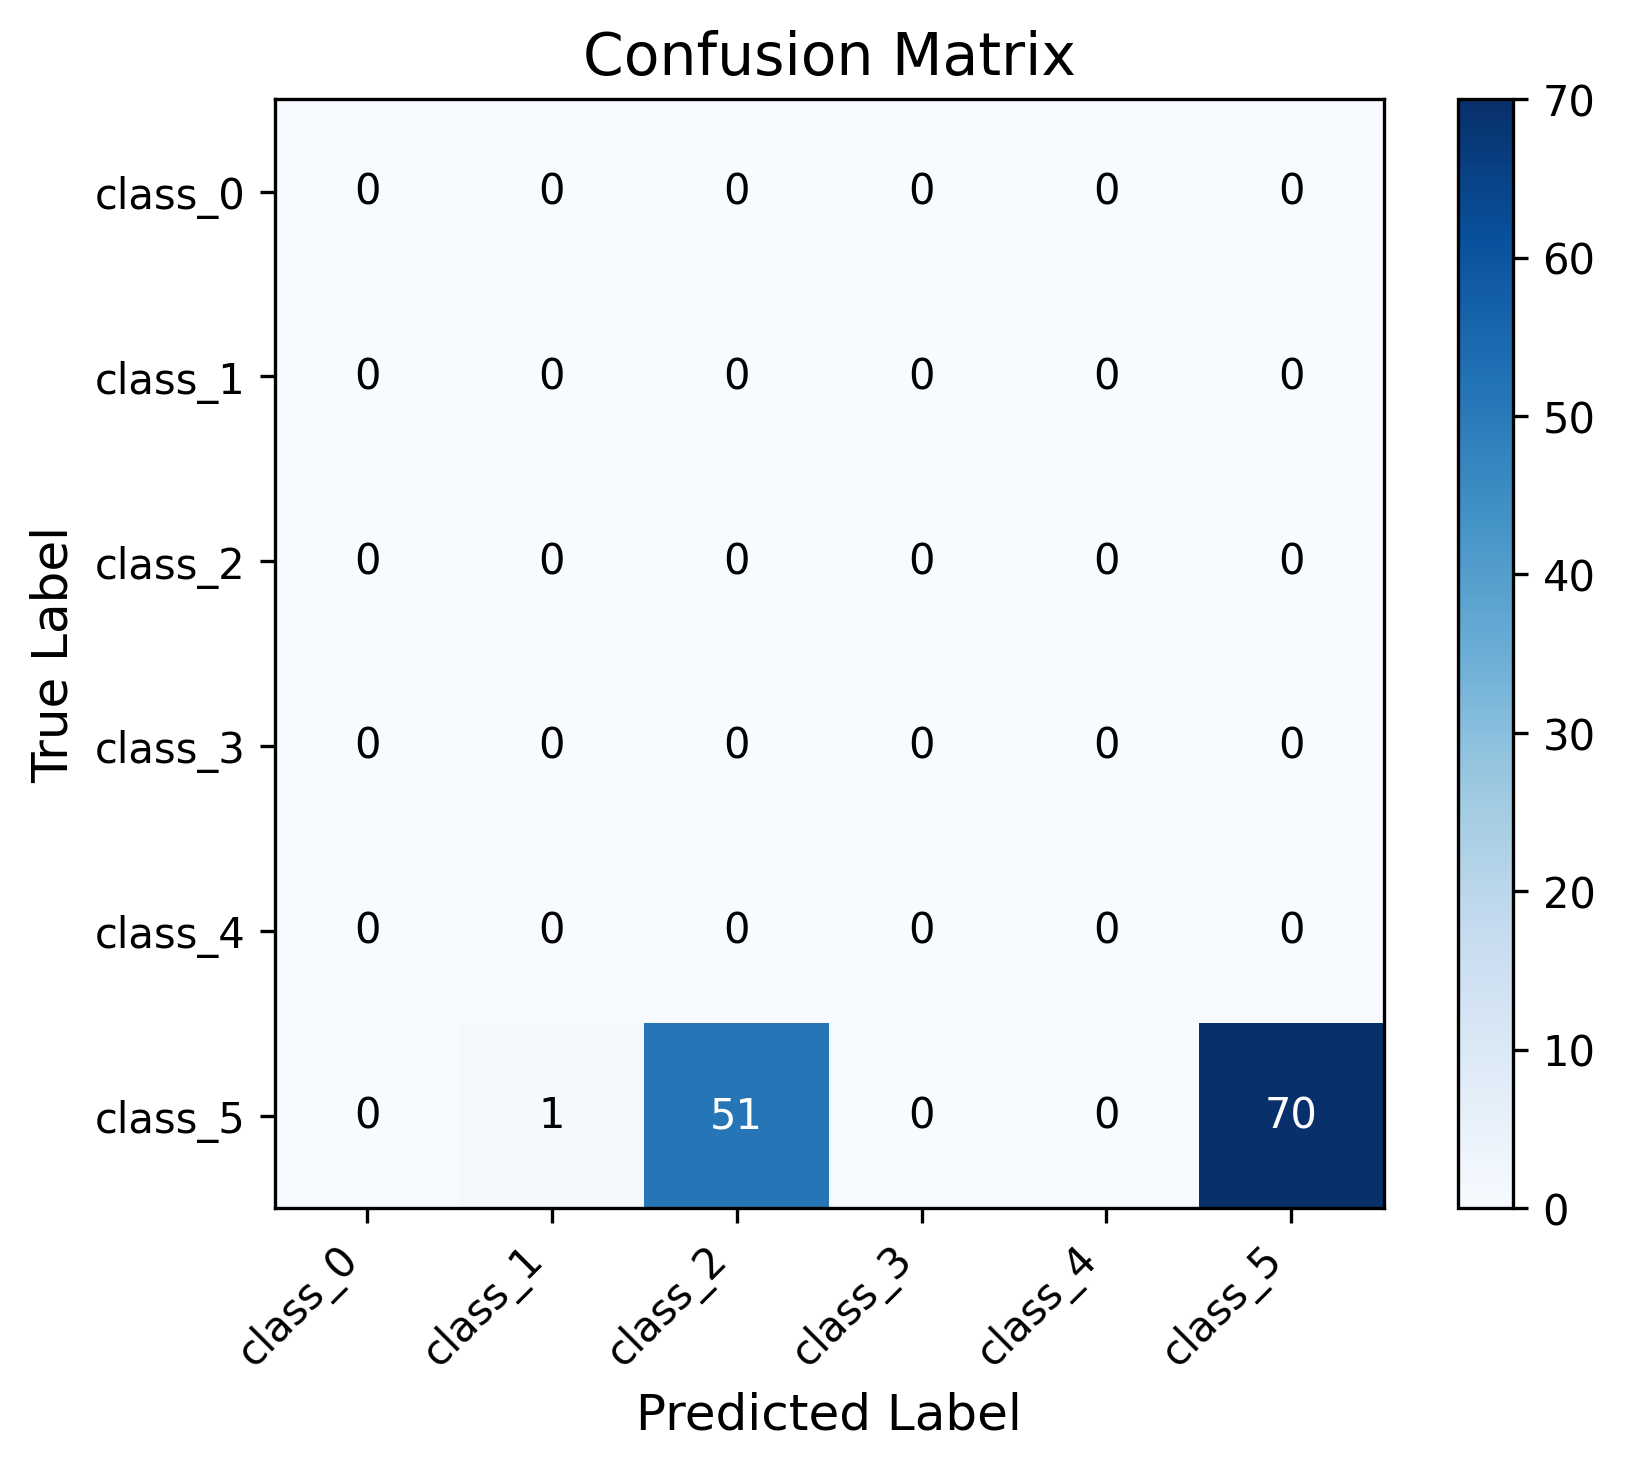 Confusion Matrix
True Label
class_0 0 0 0 0 0 0
class_1 0 0 0 0 0 0
class_2 0 0 0 0 0 0
class_3 0 0 0 0 0 0
class_4 0 0 0 0 0 0
class_5 0 1 51 0 0 70
class_0 class_1 class_2 class_3 class_4 class_5
Predicted Label
70
60
50
40
30
20
10
0